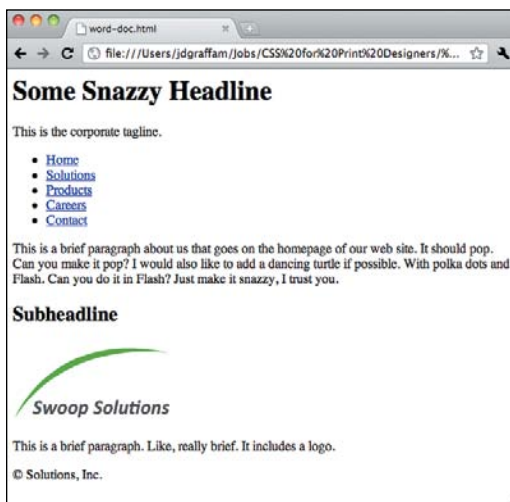 word-doc.html
file:///Users/jdgraffam/Jobs/CSS%20for%20Print%20Designers/%...
Some Snazzy Headline
This is the corporate tagline.
Home
Solutions
Products
Careers
Contact
This is a brief paragraph about us that goes on the homepage of our web site. It should pop.
Can you make it pop? I would also like to add a dancing turtle if possible. With polka dots and
Flash. Can you do it in Flash? Just make it snazzy, I trust you.
Subheadline
Swoop Solutions
This is a brief paragraph. Like, really brief. It includes a logo.
© Solutions, Inc.